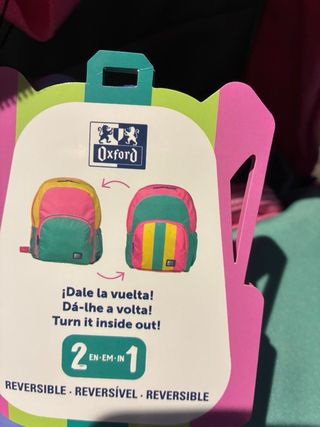 Oxford
¡Dale la vuelta!
Dá-lhe a volta!
Turn it inside out!
2 EN·EM·IN 1
REVERSIBLE · REVERSÍVEL · REVERSIBLE